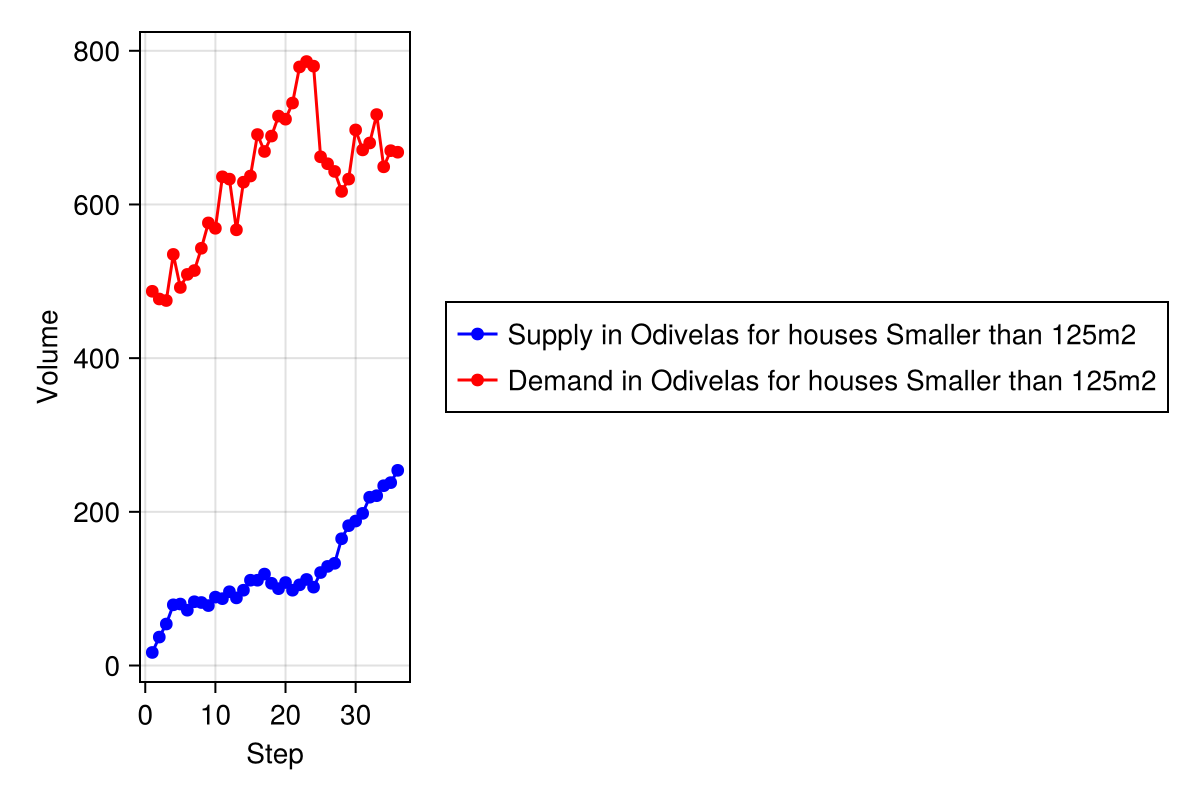 800
600
400
200
0
Volume
0 10 20 30
Step
Supply in Odivelas for houses Smaller than 125m2
Demand in Odivelas for houses Smaller than 125m2